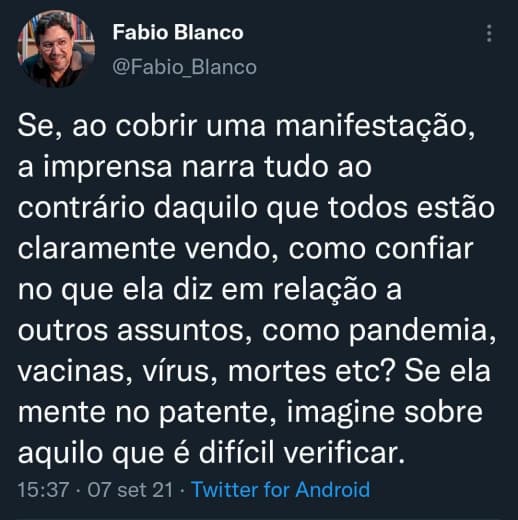 Fabio Blanco
@Fabio_Blanco
Se, ao cobrir uma manifestação,
a imprensa narra tudo ao
contrário daquilo que todos estão
claramente vendo, como confiar
no que ela diz em relação a
outros assuntos, como pandemia,
vacinas, vírus, mortes etc? Se ela
mente no patente, imagine sobre
aquilo que é difícil verificar.
15:37 · 07 set 21 · Twitter for Android